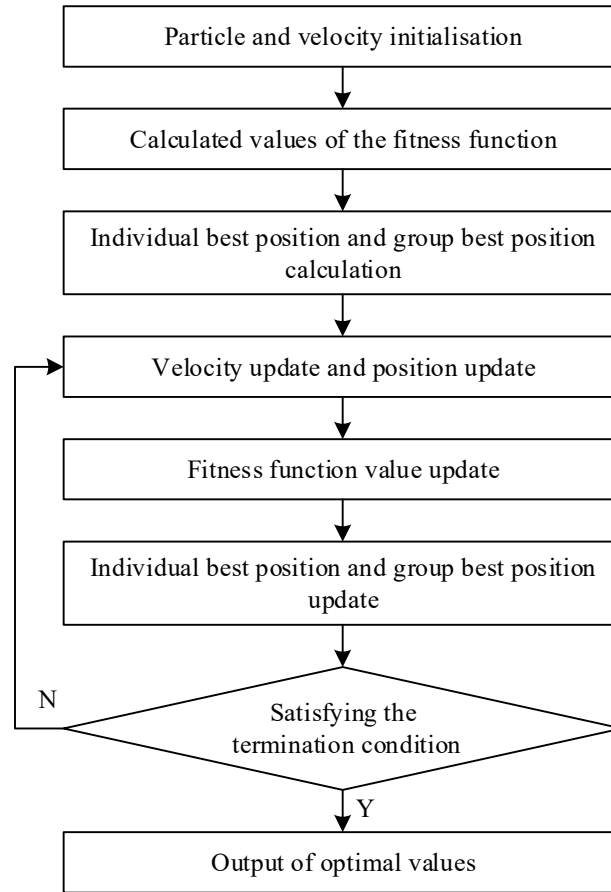 Particle and velocity initialisation
Calculated values of the fitness function
Individual best position and group best position
calculation
Velocity update and position update
Fitness function value update
Individual best position and group best position
update
N
Satisfying the
termination condition
Y
Output of optimal values